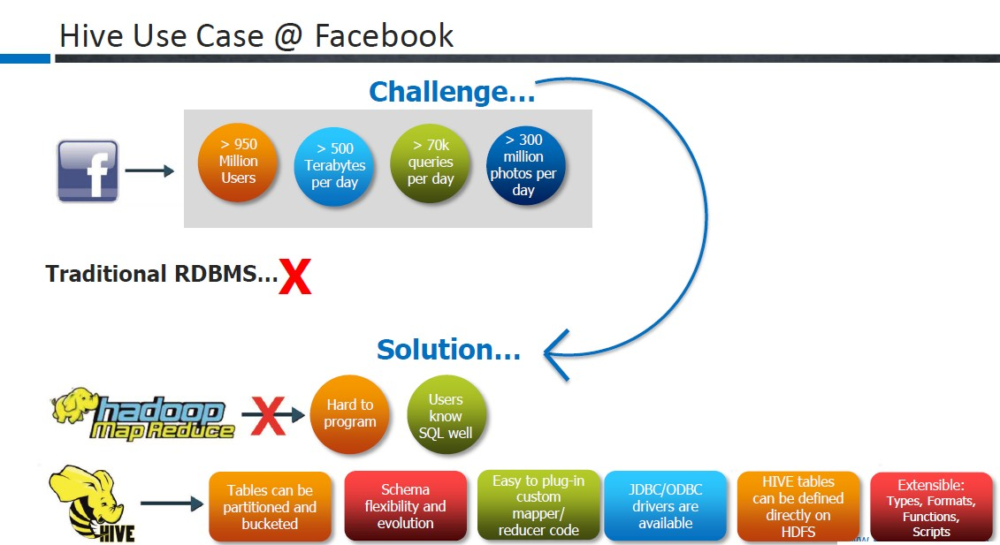 Hive Use Case @ Facebook
Challenge...
f
> 950
Million
Users
> 500
Terabytes
per day
> 70k
queries
per day
> 300
million
photos per
day
Traditional RDBMS...X
Solution...
hadoop
Map Reduce
X
Hard to
program
Users
know
SQL well
HIVE
Tables can be
partitioned and
bucketed
Schema
flexibility and
evolution
Easy to plug-in
custom
mapper/
reducer code
JDBC/ODBC
drivers are
available
HIVE tables
can be defined
directly on
HDFS
Extensible:
Types, Formats,
Functions,
Scripts